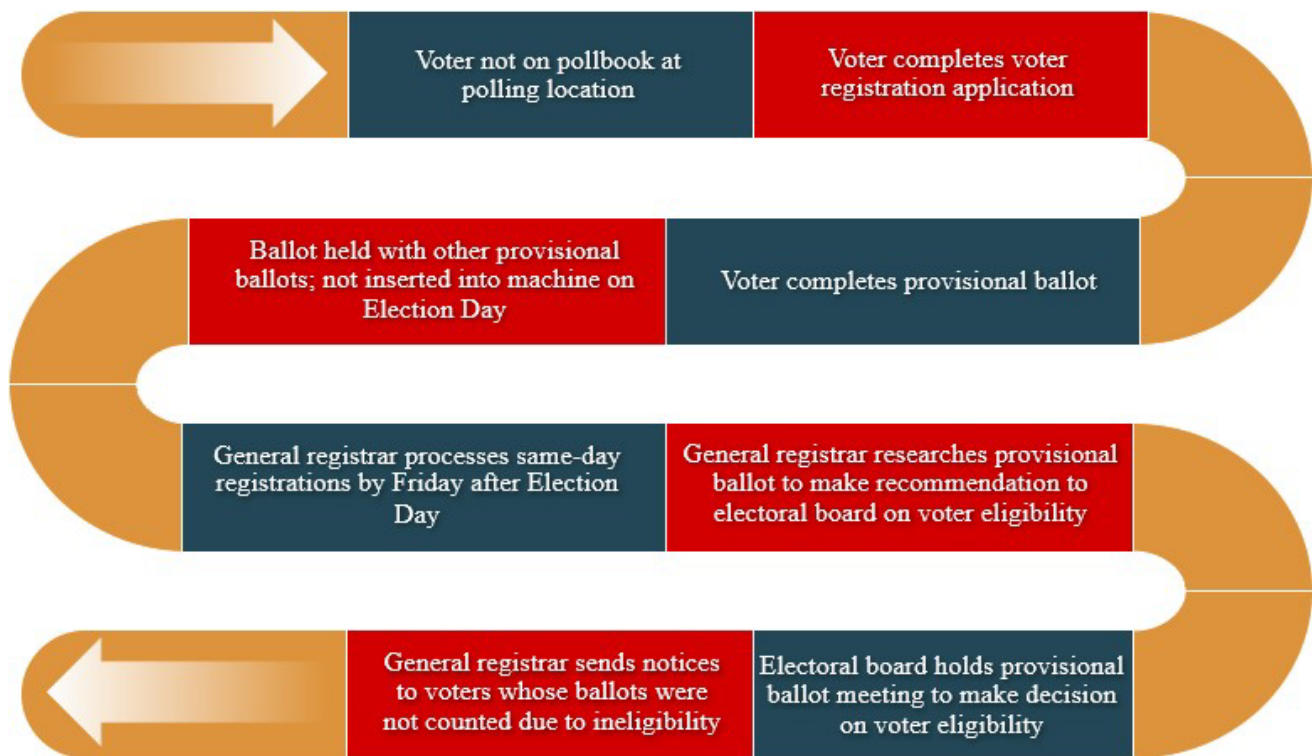 Voter not on pollbook at
polling location
Voter completes voter
registration application
Voter completes provisional ballot
Ballot held with other provisional
ballots; not inserted into machine on
Election Day
General registrar processes same-day
registrations by Friday after Election
Day
General registrar researches provisional
ballot to make recommendation to
electoral board on voter eligibility
Electoral board holds provisional
ballot meeting to make decision
on voter eligibility
General registrar sends notices
to voters whose ballots were
not counted due to ineligibility